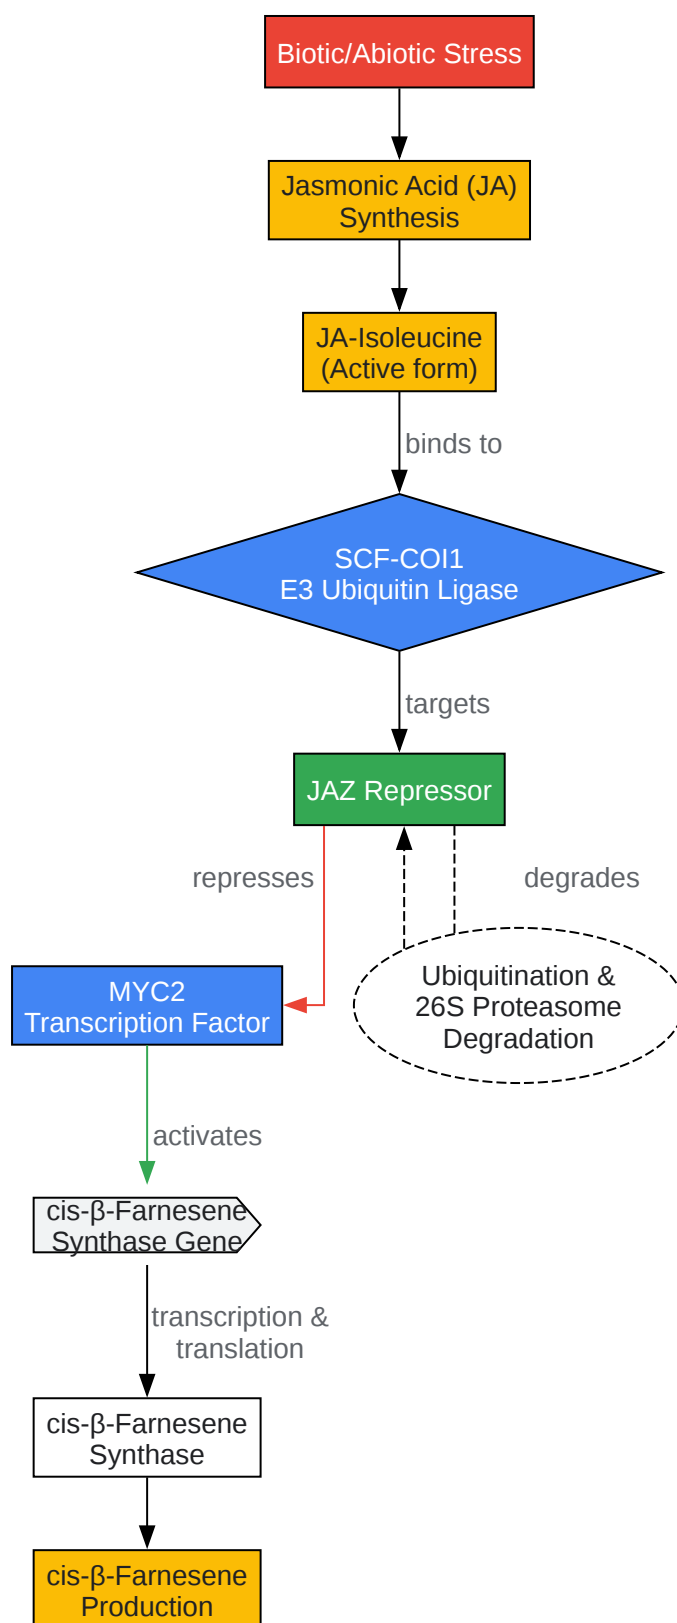 Biotic/Abiotic Stress
Jasmonic Acid (JA)
Synthesis
JA-Isoleucine
(Active form)
binds to
SCF-COI1
E3 Ubiquitin Ligase
targets
JAZ Repressor
represses
degrades
Ubiquitination &
26S Proteasome
Degradation
MYC2
Transcription Factor
activates
cis-β-Farnesene
Synthase Gene
transcription &
translation
cis-β-Farnesene
Synthase
cis-β-Farnesene
Production